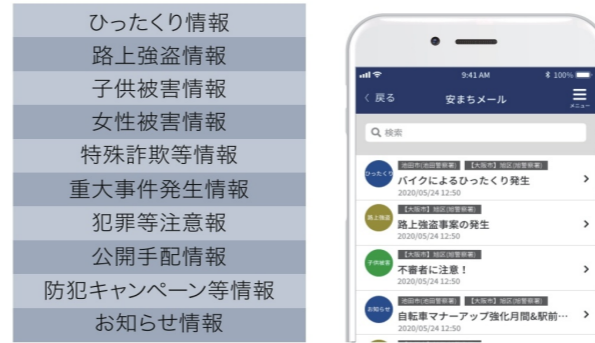 ひったくり情報
路上強盗情報
子供被害情報
女性被害情報
特殊詐欺等情報
重大事件発生情報
犯罪等注意報
公開手配情報
防犯キャンペーン等情報
お知らせ情報
9:41 AM
100%
戻る
安まちメール
メニュー
検索
ひったくり
池田市(池田警察署) 【大阪市】旭区(旭警察署)
バイクによるひったくり発生
2020/05/24 12:50
路上強盗
【大阪市】旭区(旭警察署)
路上強盗事案の発生
2020/05/24 12:50
子供被害
【大阪市】旭区(旭警察署)
不審者に注意！
2020/05/24 12:50
お知らせ
池田市(池田警察署) 【大阪市】旭区(旭警察署)
自転車マナーアップ強化月間&駅前…
2020/05/24 12:50